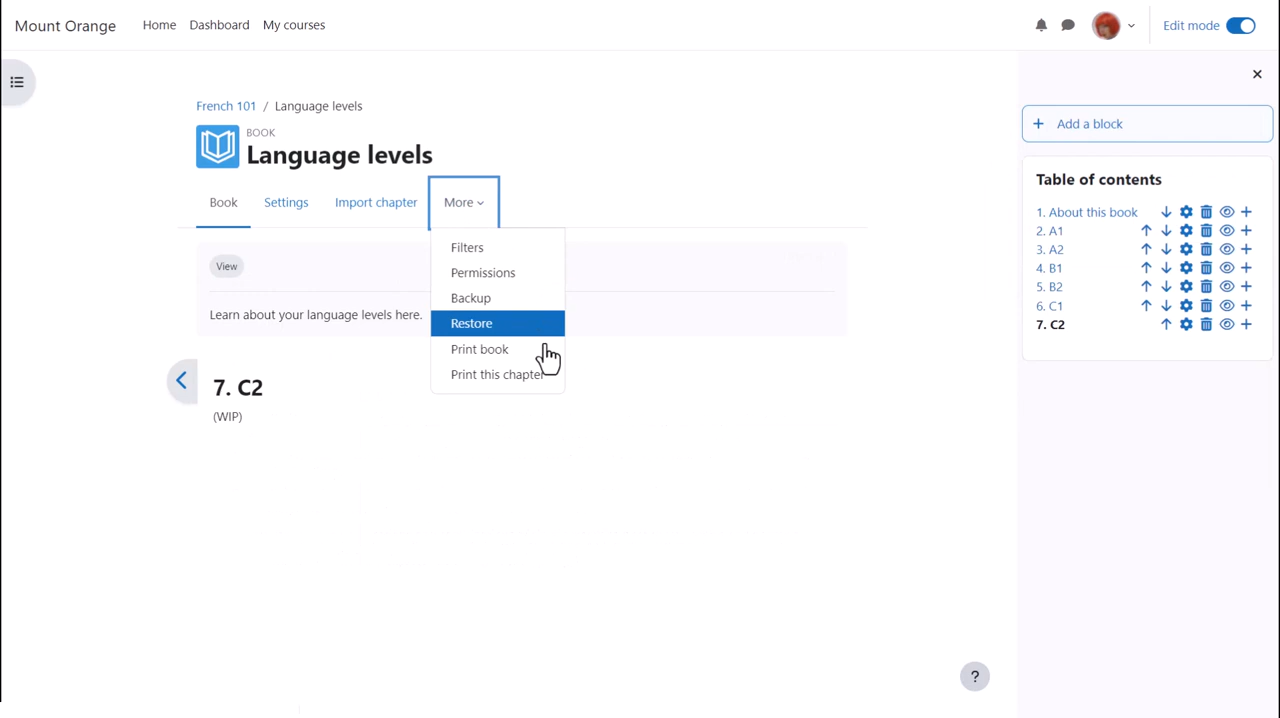 Mount Orange
Home
Dashboard
My courses
Edit mode
French 101 / Language levels
BOOK
Language levels
Book
Settings
Import chapter
More
Filters
Permissions
Backup
Restore
Print book
Print this chapter
View
Learn about your language levels here.
7. C2
(WIP)
+ Add a block
Table of contents
1. About this book
2. A1
3. A2
4. B1
5. B2
6. C1
7. C2
?